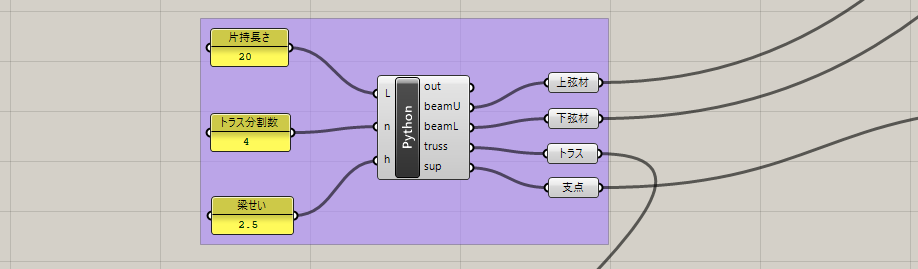 片持長さ
20
トラス分割数
4
梁せい
2.5
L
n
h
Python
out
beamU
beamL
truss
sup
上弦材
下弦材
トラス
支点